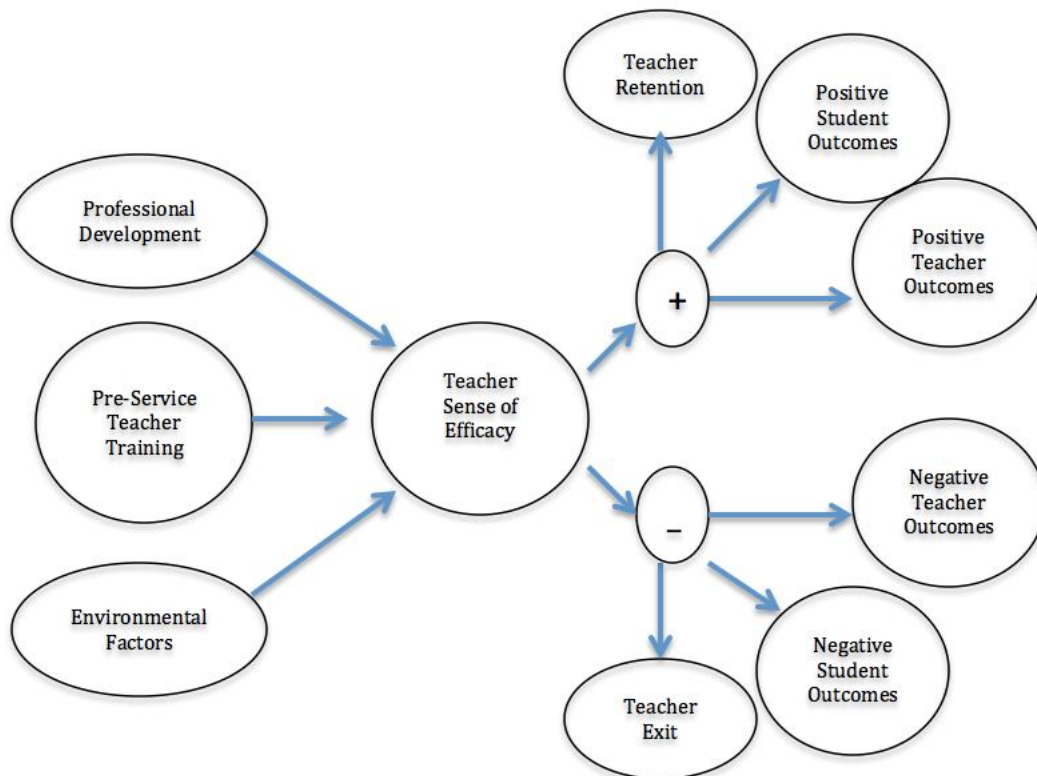 Teacher
Retention
Positive
Student
Outcomes
Professional
Development
Positive
Teacher
Outcomes
+
Teacher
Sense of
Efficacy
Pre-Service
Teacher
Training
Negative
Teacher
Outcomes
–
Environmental
Factors
Negative
Student
Outcomes
Teacher
Exit